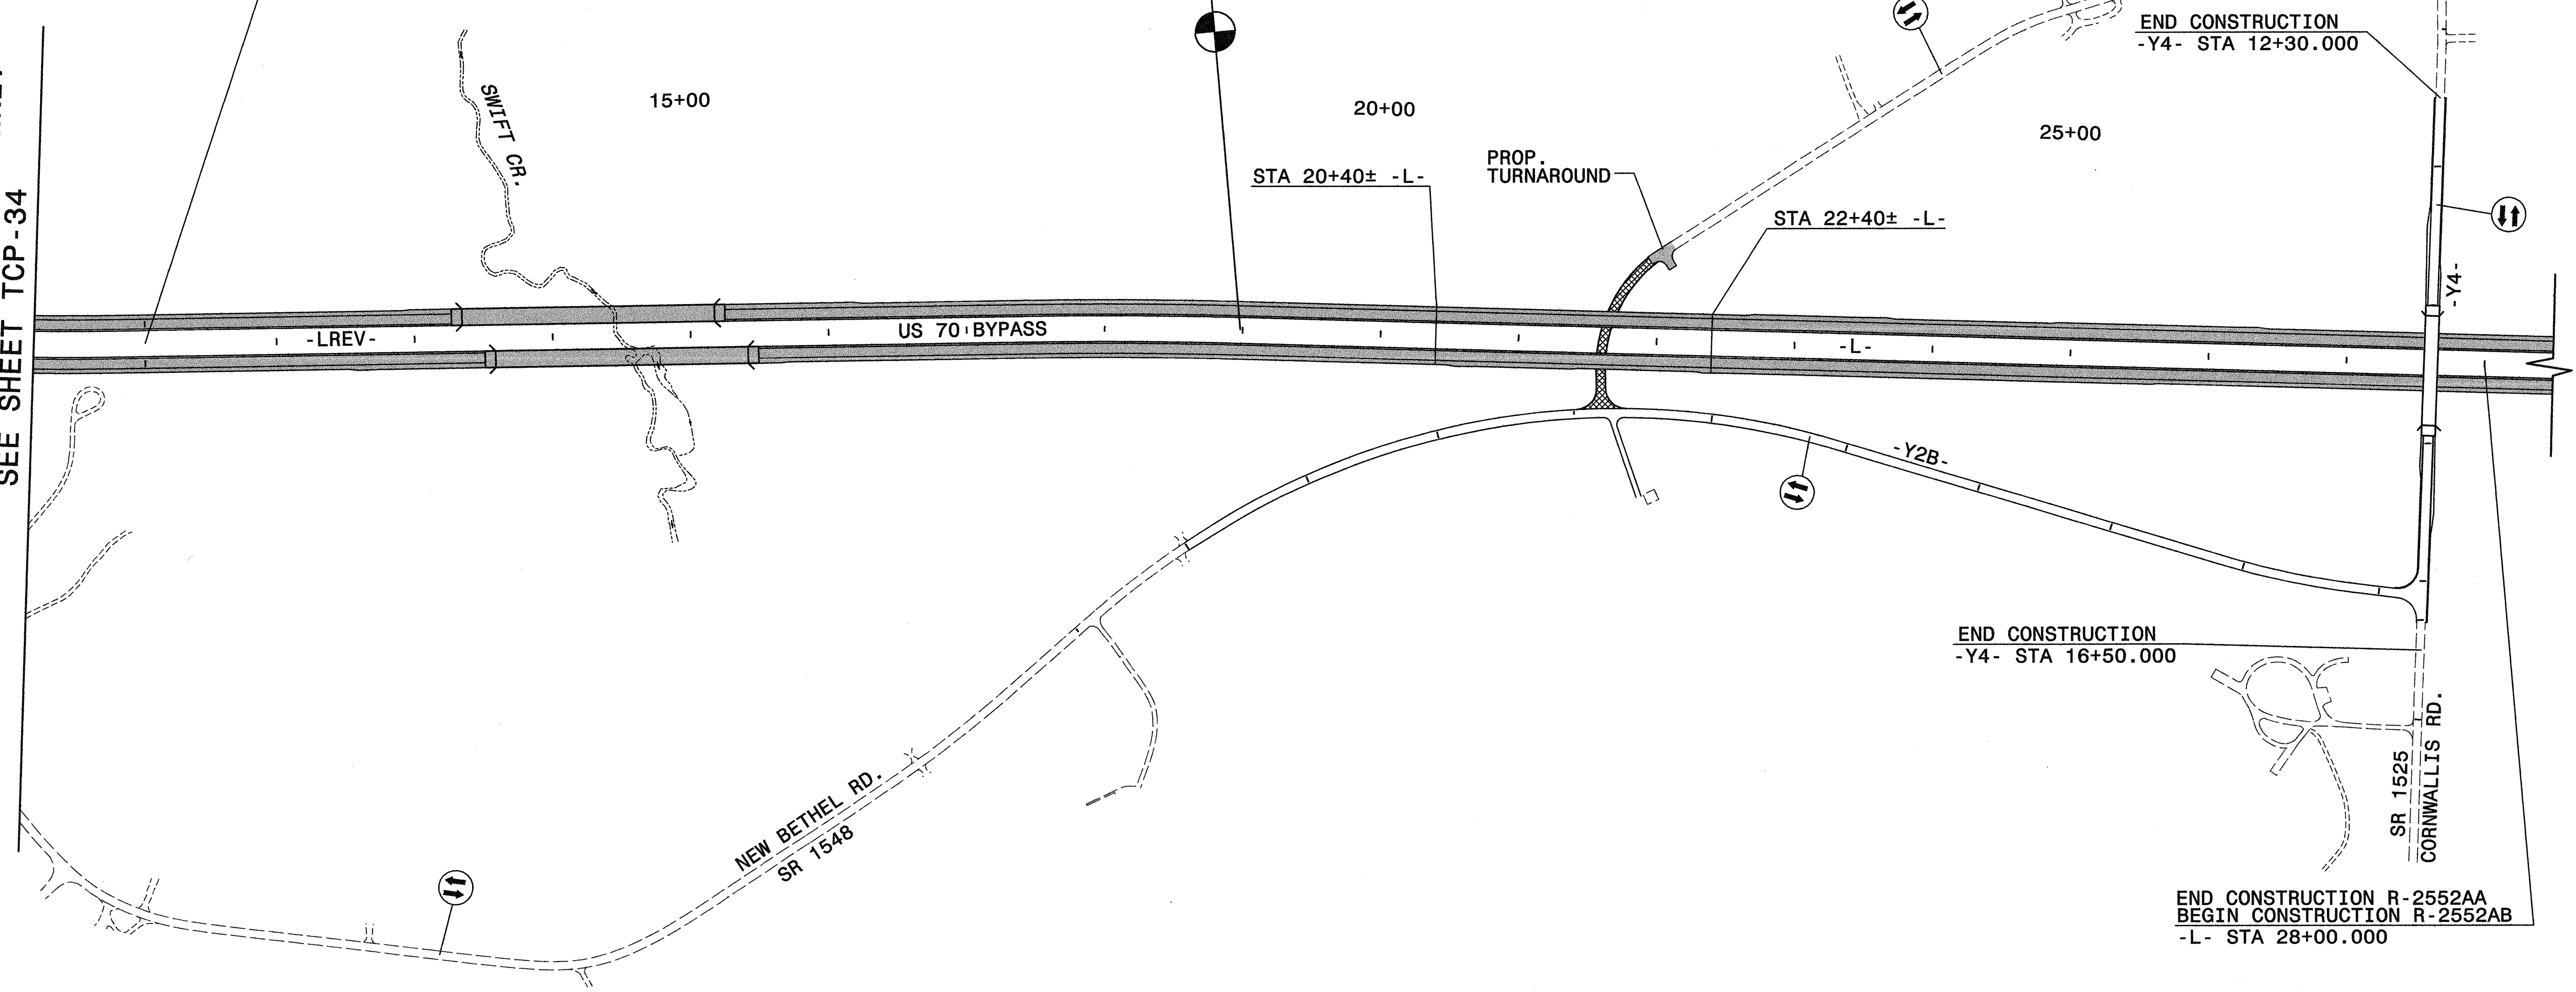 END CONSTRUCTION
-Y4- STA 12+30.000
SWIFT CR.
15+00
20+00
25+00
PROP.
TURNAROUND
STA 20+40± -L-
STA 22+40± -L-
SEE SHEET TCP-34
-Y4-
-LREV-
US 70 BYPASS
-L-
-Y2B-
END CONSTRUCTION
-Y4- STA 16+50.000
NEW BETHEL RD.
SR 1548
SR 1525
CORNWALLIS RD.
END CONSTRUCTION R-2552AA
BEGIN CONSTRUCTION R-2552AB
-L- STA 28+00.000